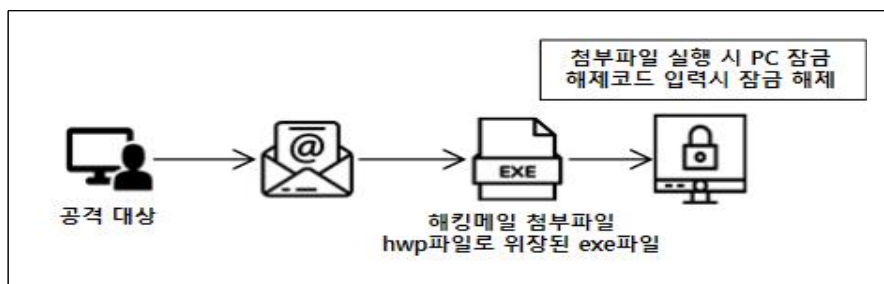 첨부파일 실행 시 PC 잠금
해제코드 입력시 잠금 해제
@
EXE
공격 대상
해킹메일 첨부파일
hwp파일로 위장된 exe파일